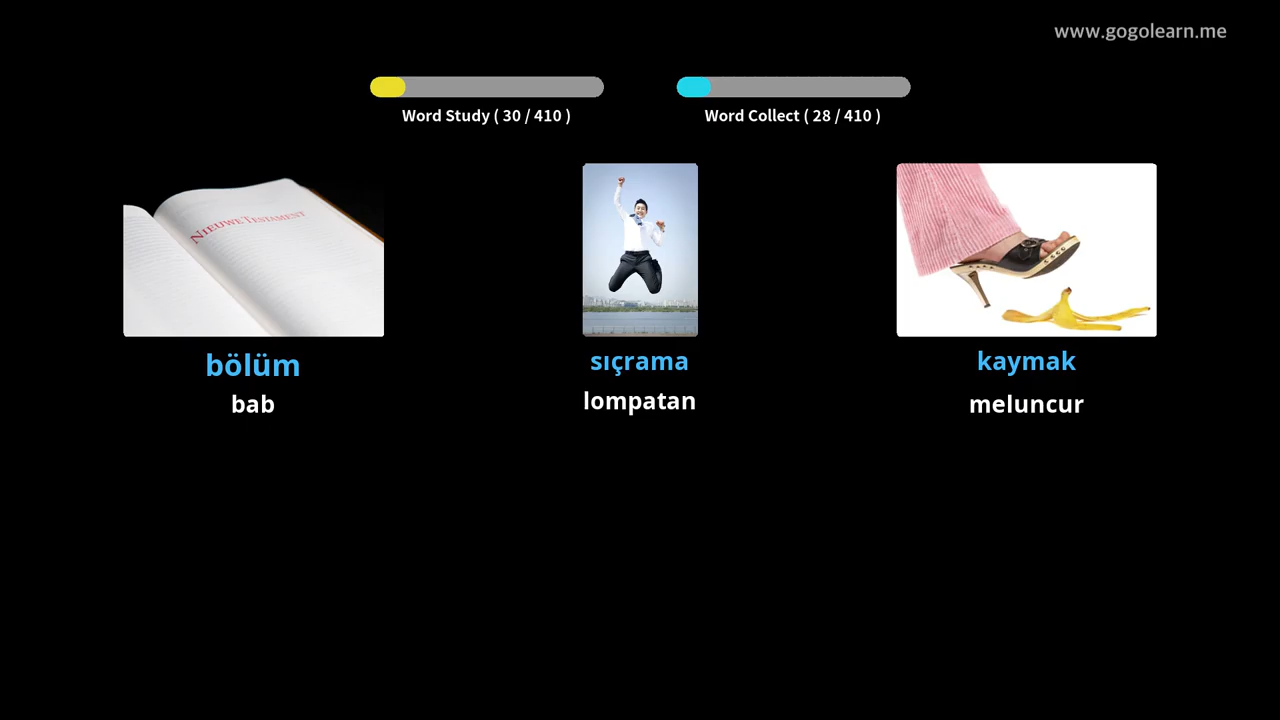 www.gogolearn.me
Word Study ( 30 / 410 )
Word Collect ( 28 / 410 )
NIEUWE TESTAMENT
bölüm
bab
sıçrama
lompatan
kaymak
meluncur